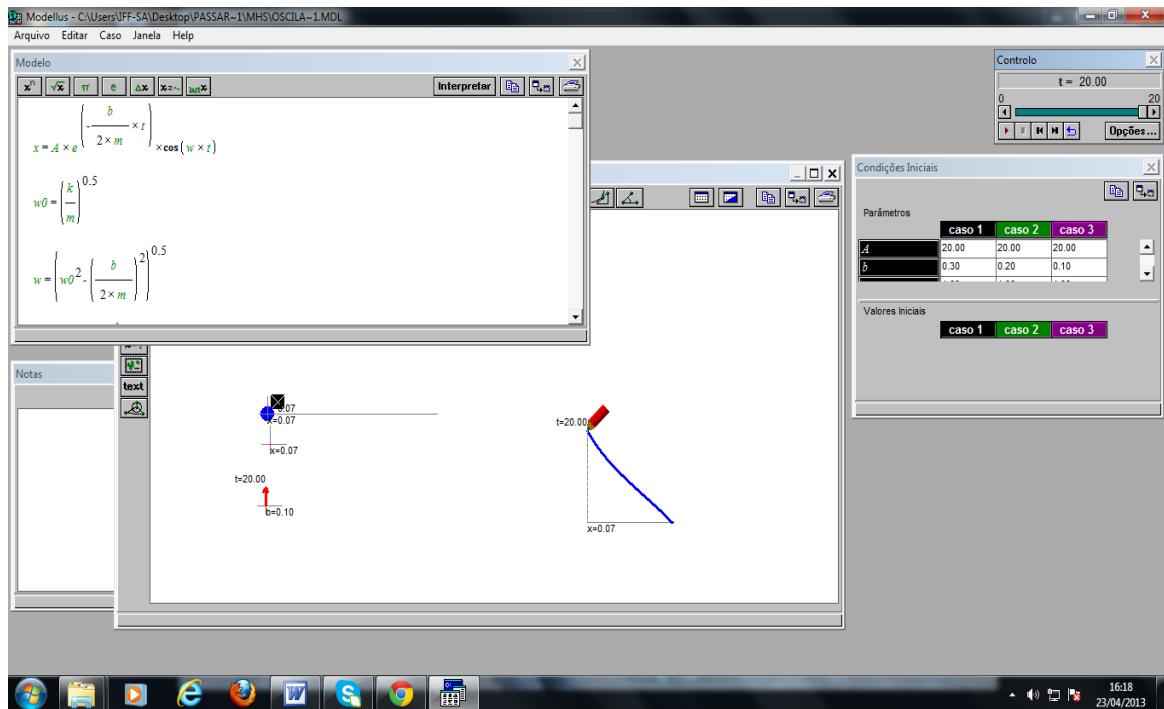 Modellus - C:\Users\IFF-SA\Desktop\PASSAR~1\MHS\OSCILA~1.MDL
Arquivo Editar Caso Janela Help
Modelo
xⁿ √x π e Δx x=~ last x Interpretar
x = A × e^(-b/(2 × m) × t) × cos(w × t)
w0 = (k/m)^0.5
w = (w0^2 - (b/(2 × m))^2)^0.5
Controlo
t = 20.00
0 20
Opções...
Condições Iniciais
Parâmetros
caso 1 caso 2 caso 3
A 20.00 20.00 20.00
b 0.30 0.20 0.10
Valores Iniciais
caso 1 caso 2 caso 3
Notas
text
x=0.07
x=0.07
t=20.00
b=0.10
t=20.00
x=0.07
16:18
23/04/2013